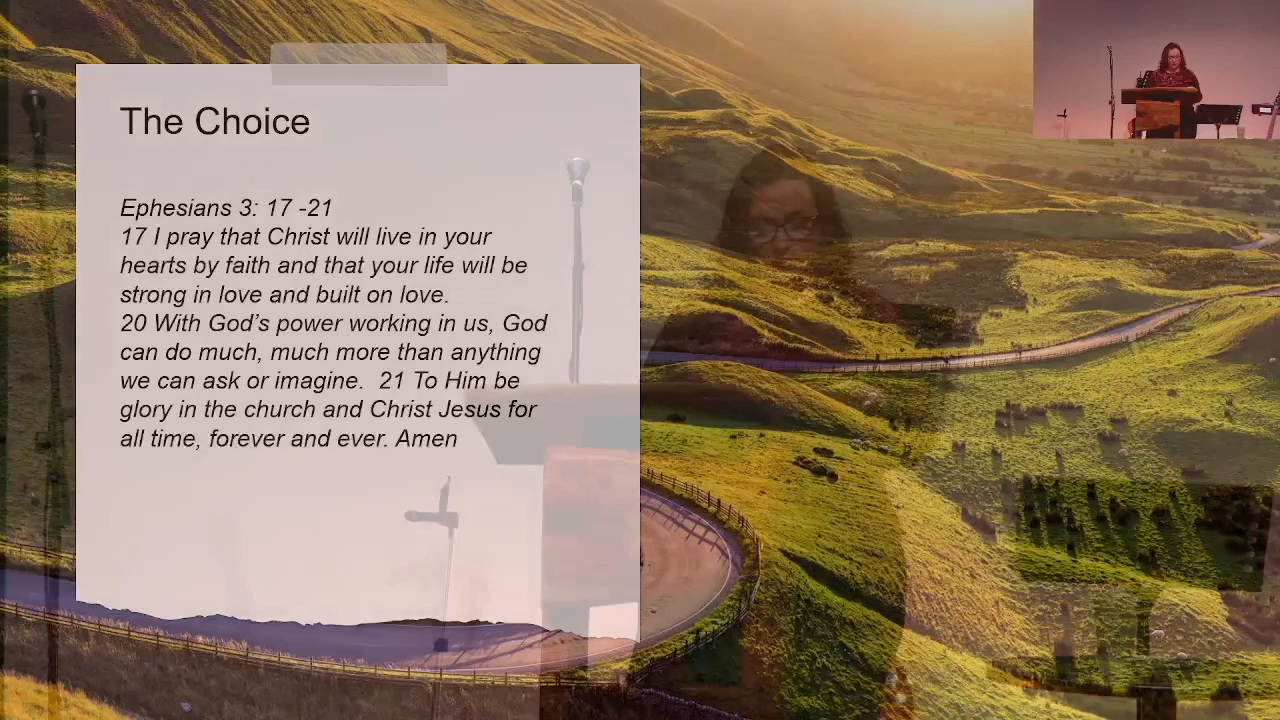 The Choice
Ephesians 3: 17 -21
17 I pray that Christ will live in your
hearts by faith and that your life will be
strong in love and built on love.
20 With God’s power working in us, God
can do much, much more than anything
we can ask or imagine.  21 To Him be
glory in the church and Christ Jesus for
all time, forever and ever. Amen